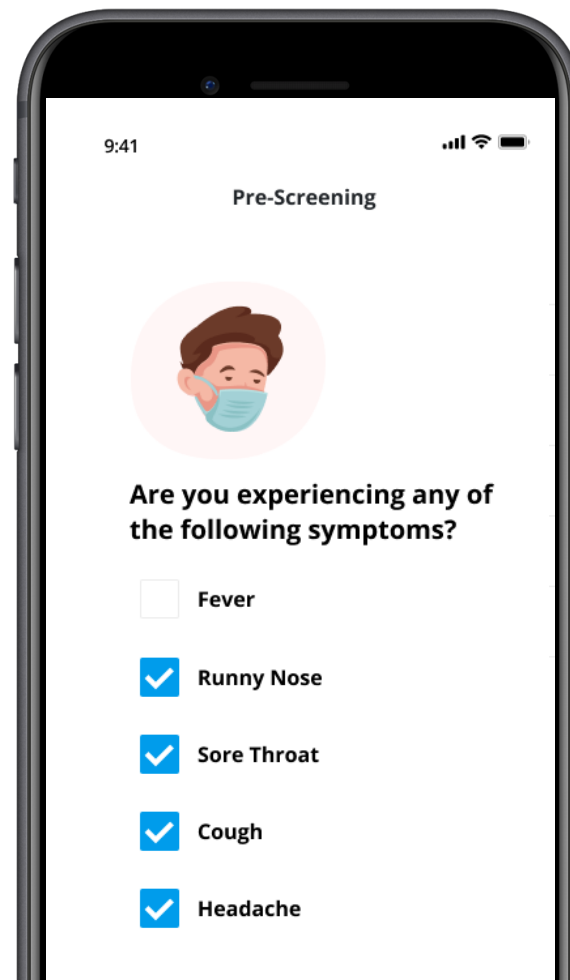 9:41
Pre-Screening
Are you experiencing any of
the following symptoms?
Fever
Runny Nose
Sore Throat
Cough
Headache